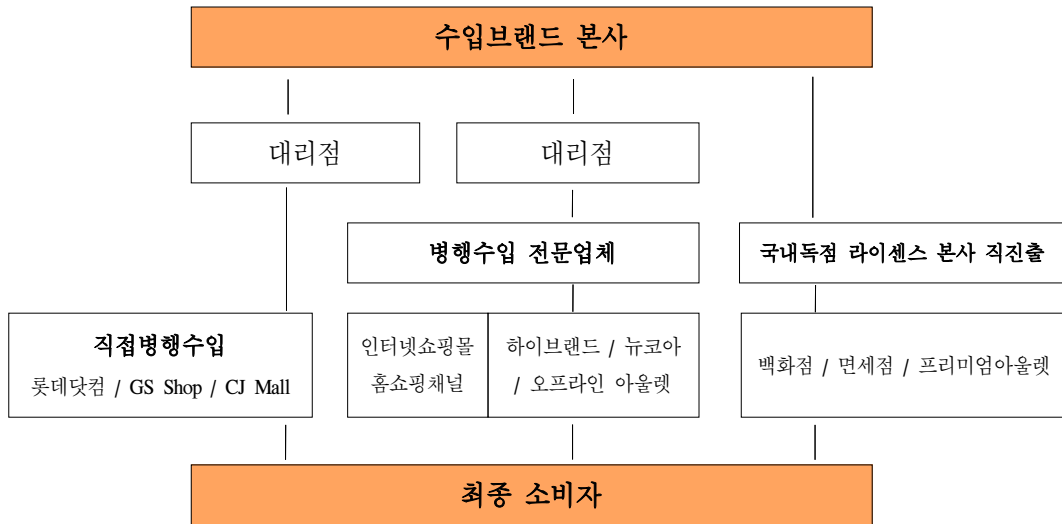 수입브랜드 본사
대리점
대리점
병행수입 전문업체
국내독점 라이센스 본사 직진출
직접병행수입
롯데닷컴 / GS Shop / CJ Mall
인터넷쇼핑몰
홈쇼핑채널
하이브랜드 / 뉴코아
/ 오프라인 아울렛
백화점 / 면세점 / 프리미엄아울렛
최종 소비자